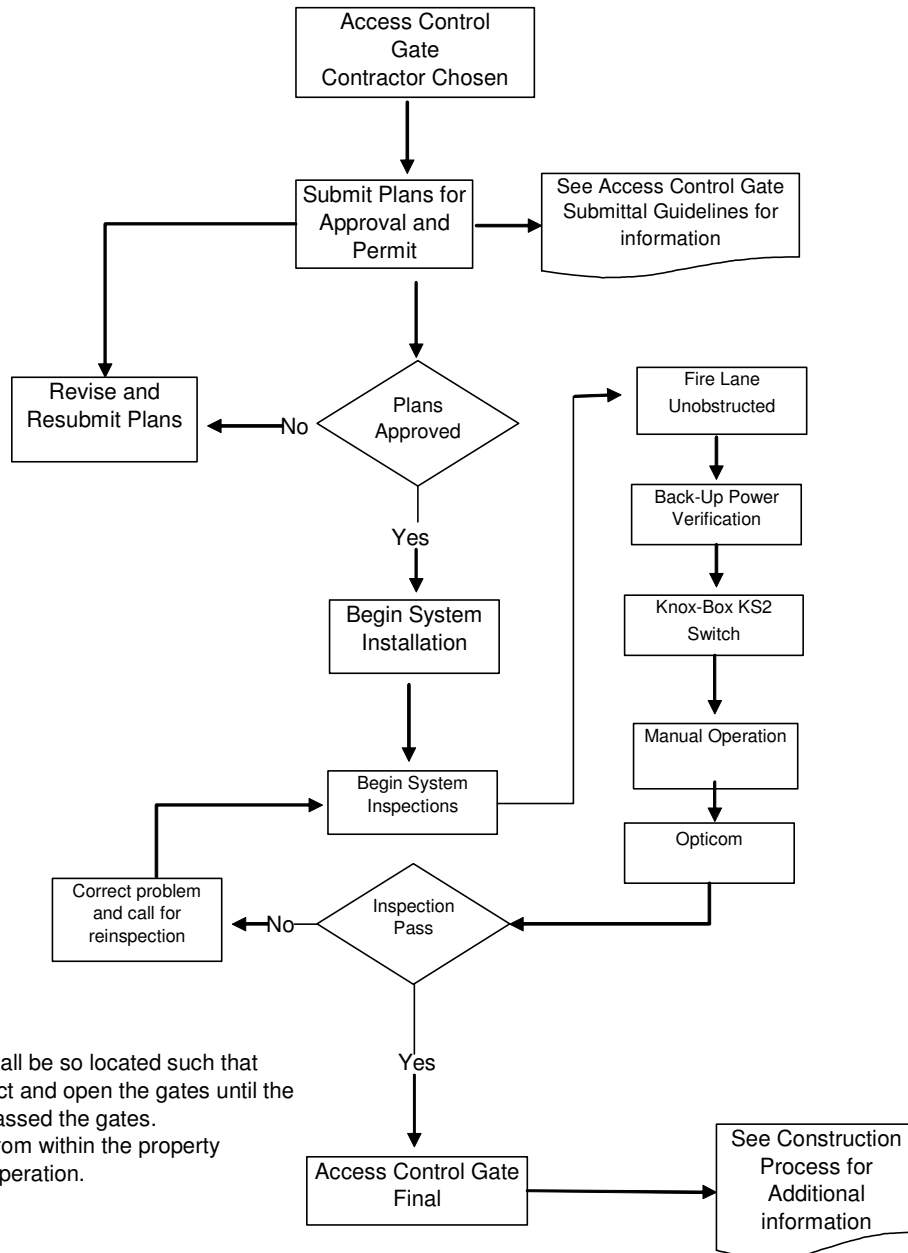 Access Control
Gate
Contractor Chosen
Submit Plans for
Approval and
Permit
See Access Control Gate
Submittal Guidelines for
information
Revise and
Resubmit Plans
No
Plans
Approved
Fire Lane
Unobstructed
Back-Up Power
Verification
Yes
Knox-Box KS2
Switch
Begin System
Installation
Manual Operation
Begin System
Inspections
Opticom
Correct problem
and call for
reinspection
No
Inspection
Pass
Yes
all be so located such that
ct and open the gates until the
assed the gates.
rom within the property
peration.
Access Control Gate
Final
See Construction
Process for
Additional
information